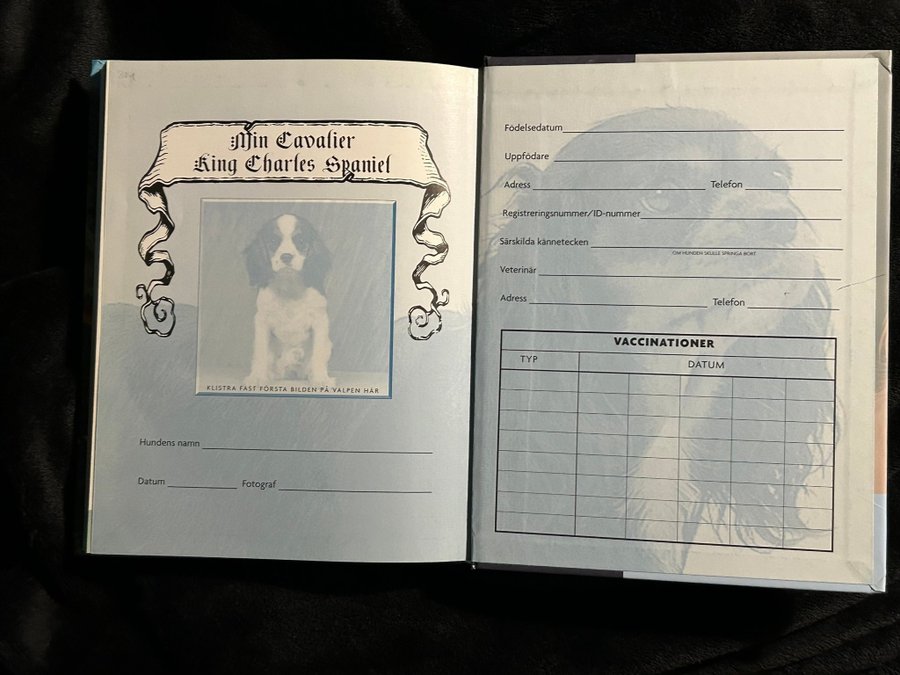 Min Cavalier
King Charles Spaniel
KLISTRA FAST FÖRSTA BILDEN PÅ VALPEN HÄR
Hundens namn
Datum Fotograf
Födelsedatum
Uppfödare
Adress Telefon
Registreringsnummer/ID-nummer
Särskilda kännetecken
OM HUNDEN SKULLE SPRINGA BORT
Veterinär
Adress Telefon
VACCINATIONER
TYP DATUM